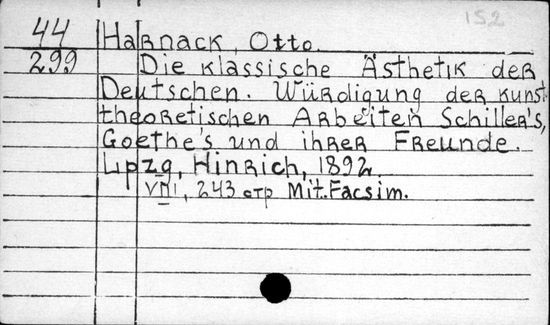 152
44 Harnack, Otto.
299 Die klassische Ästhetik der
Deutschen. Würdigung der kunst-
theoretischen Arbeiten Schiller's,
Goethe's und ihrer Freunde.
Lpzg, Hinrich, 1892.
VIII, 243 стр Mit. Facsim.